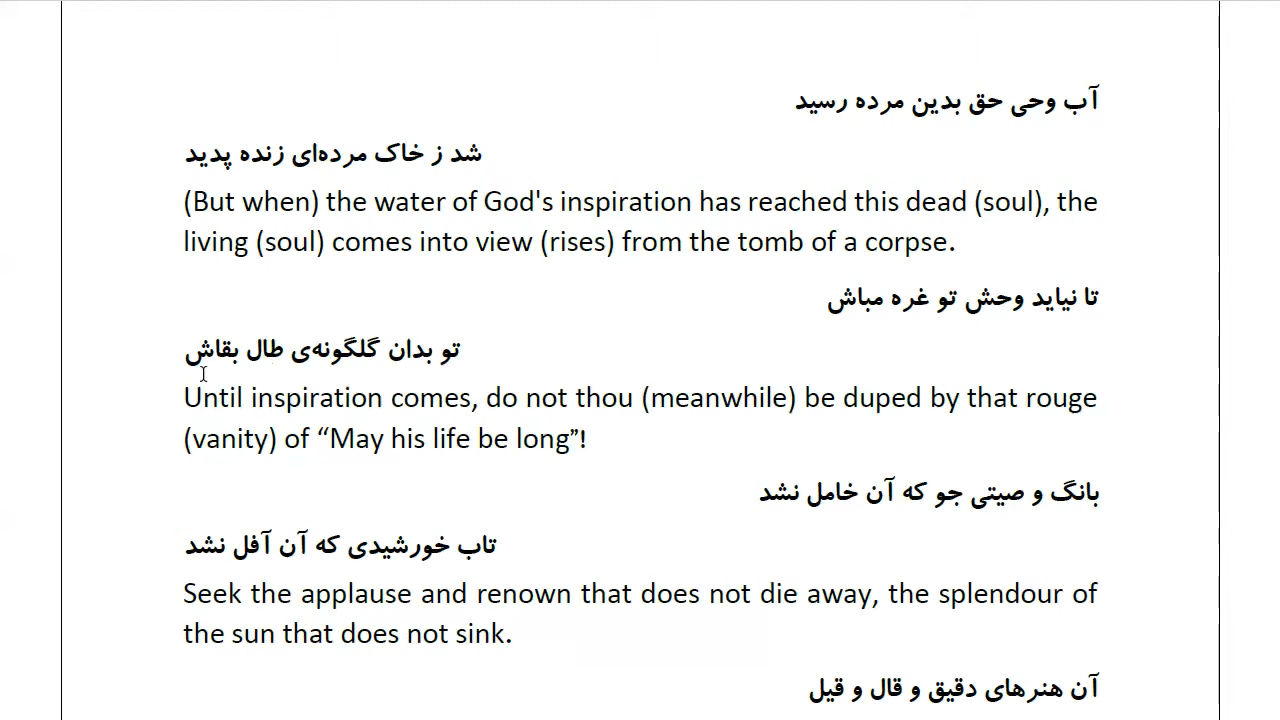 آب وحی حق بدین مرده رسید
شد ز خاک مرده‌ای زنده پدید
(But when) the water of God's inspiration has reached this dead (soul), the
living (soul) comes into view (rises) from the tomb of a corpse.
تا نیاید وحش تو غره مباش
تو بدان گلگونه‌ی طال بقاش
Until inspiration comes, do not thou (meanwhile) be duped by that rouge
(vanity) of “May his life be long”!
بانگ و صیتی جو که آن خامل نشد
تاب خورشیدی که آن آفل نشد
Seek the applause and renown that does not die away, the splendour of
the sun that does not sink.
آن هنرهای دقیق و قال و قیل